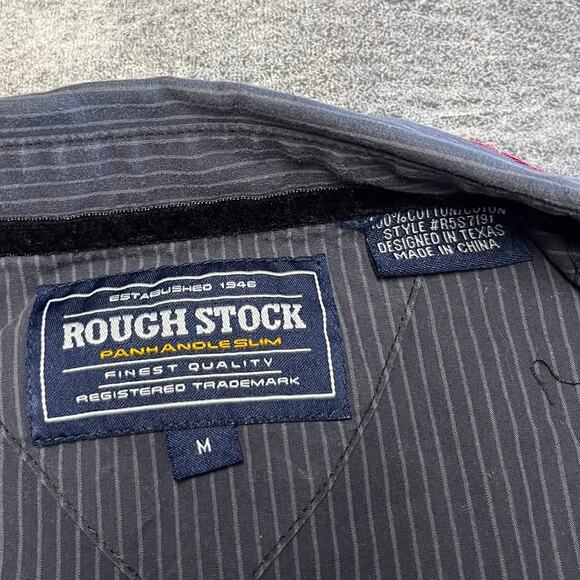 ESTABLISHED 1946
ROUGH STOCK
PANHANDLE SLIM
FINEST QUALITY
REGISTERED TRADEMARK
M
100% COTTON/COTON
STYLE #R5S7191
DESIGNED IN TEXAS
MADE IN CHINA